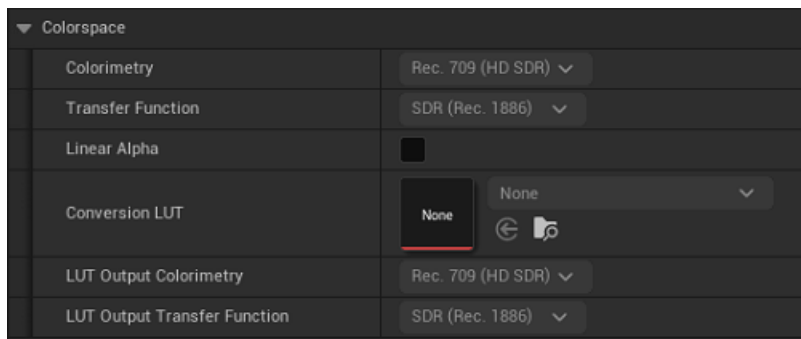 Colorspace
Colorimetry Rec. 709 (HD SDR)
Transfer Function SDR (Rec. 1886)
Linear Alpha
None
Conversion LUT None
LUT Output Colorimetry Rec. 709 (HD SDR)
LUT Output Transfer Function SDR (Rec. 1886)